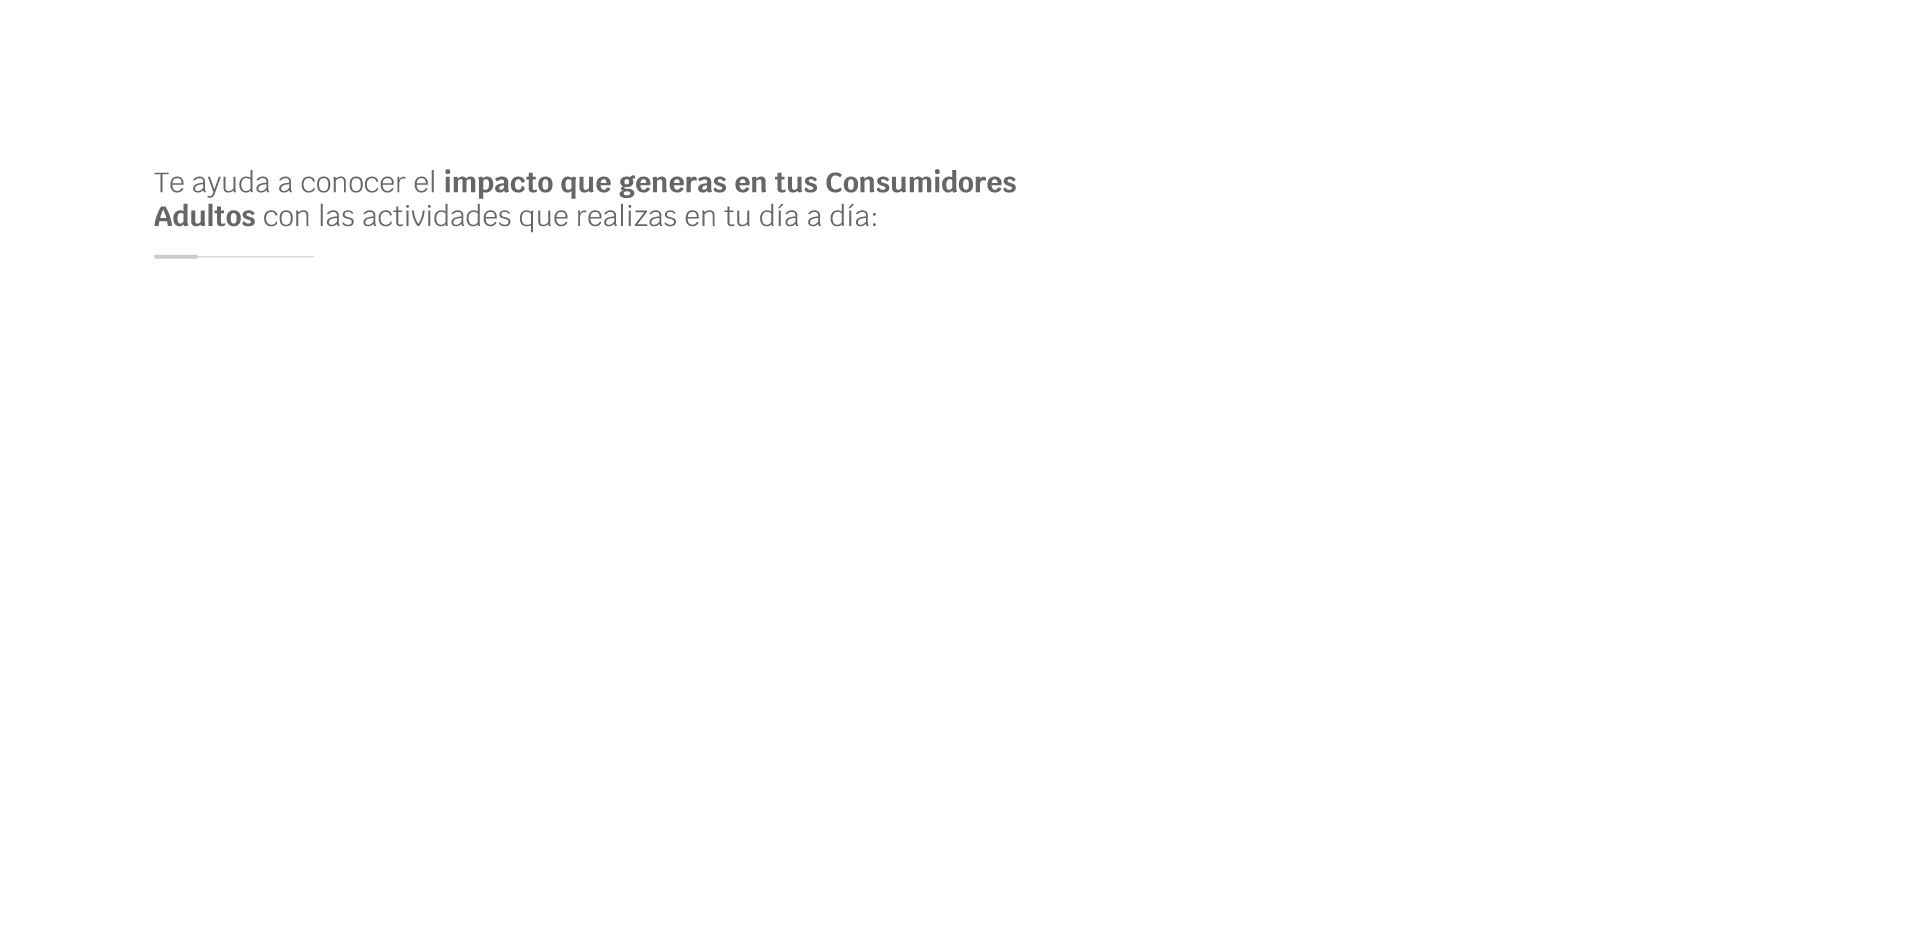 Te ayuda a conocer el impacto que generas en tus Consumidores
Adultos con las actividades que realizas en tu día a día: